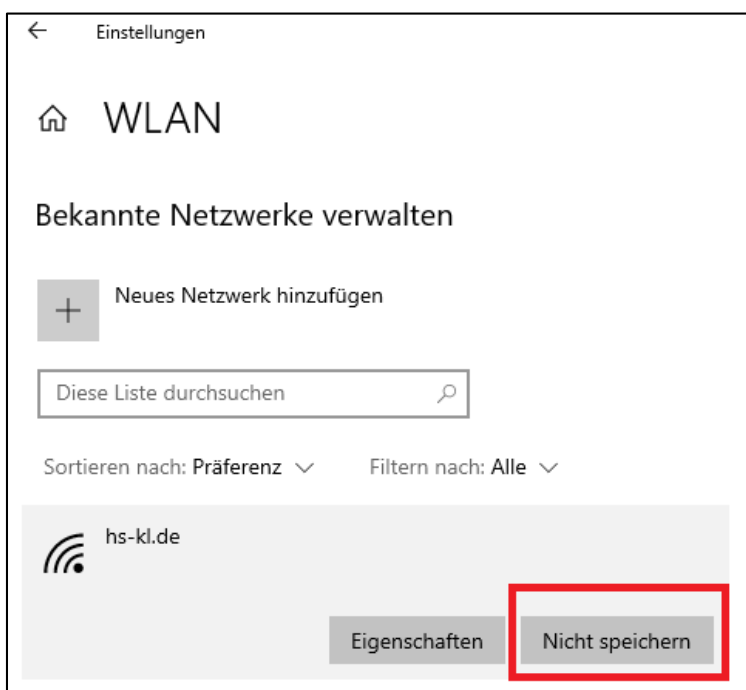 Einstellungen
WLAN
Bekannte Netzwerke verwalten
Neues Netzwerk hinzufügen
Diese Liste durchsuchen
Sortieren nach: Präferenz Filtern nach: Alle
hs-kl.de
Eigenschaften Nicht speichern